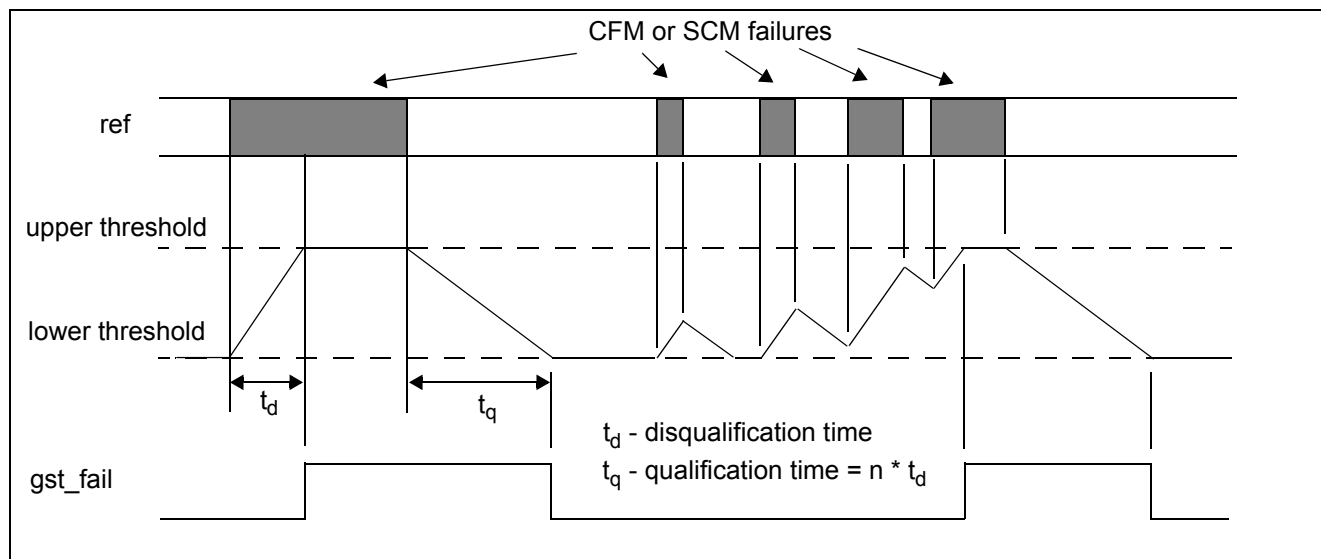 CFM or SCM failures
ref
upper threshold
lower threshold
td
tq
td - disqualification time
tq - qualification time = n * td
gst_fail